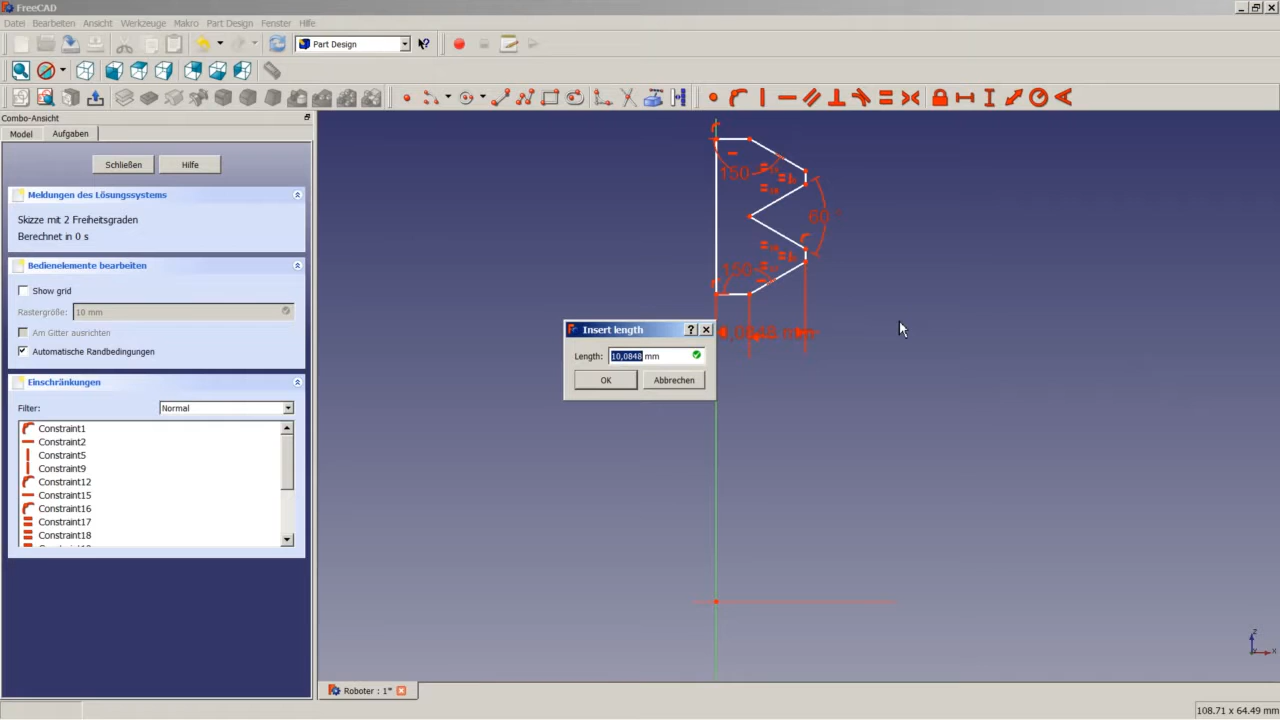 FreeCAD
Datei Bearbeiten Ansicht Werkzeuge Makro Part Design Fenster Hilfe
Part Design
Combo-Ansicht
Model Aufgaben
Schließen Hilfe
Meldungen des Lösungssystems
Skizze mit 2 Freiheitsgraden
Berechnet in 0 s
Bedienelemente bearbeiten
Show grid
Rastergröße: 10 mm
Am Gitter ausrichten
Automatische Randbedingungen
Einschränkungen
Filter: Normal
Constraint1
Constraint2
Constraint5
Constraint9
Constraint12
Constraint15
Constraint16
Constraint17
Constraint18
150
60 °
150
Insert length
Length: 10,0848 mm
OK Abbrechen
Z
X
Roboter : 1*
108.71 x 64.49 mm